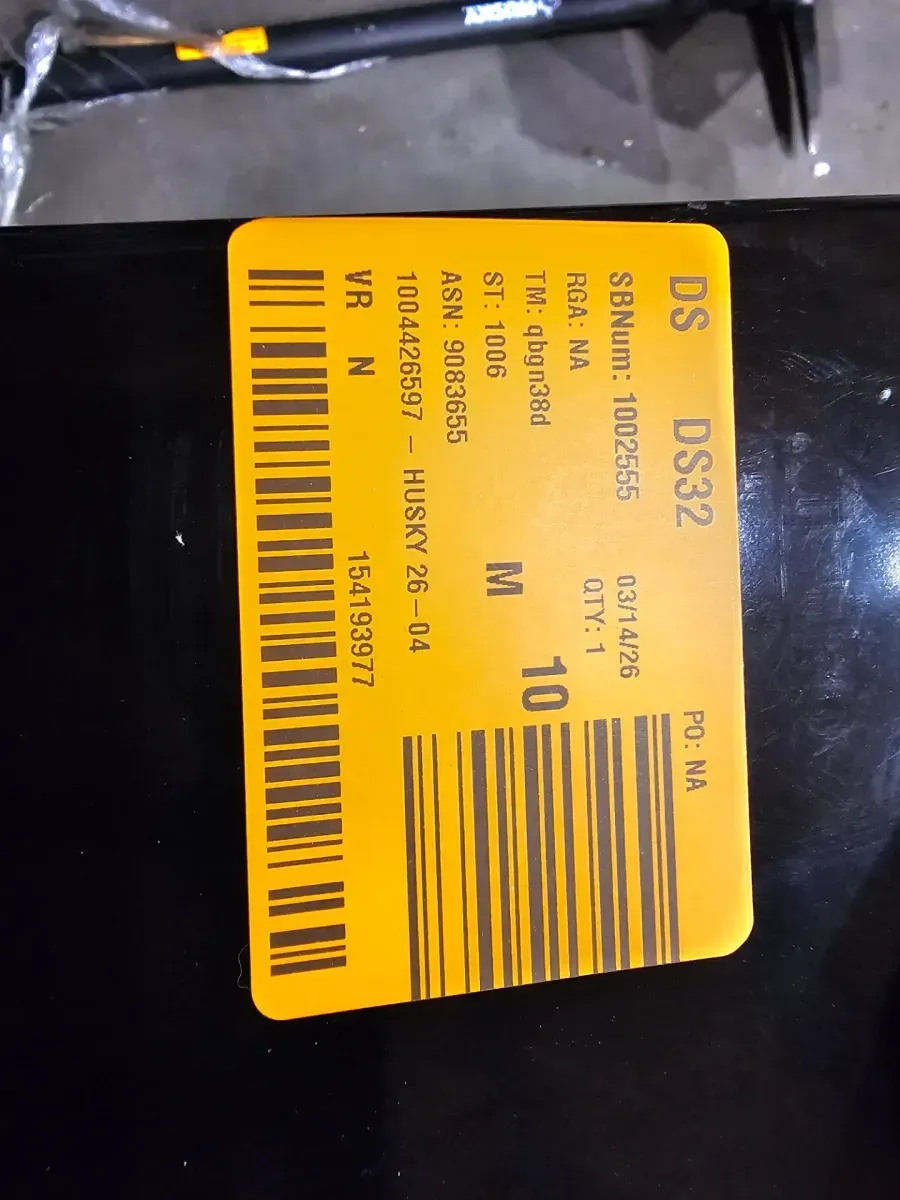 DS DS32 PO: NA
SBNum: 1002555 03/14/26
RGA: NA QTY: 1
TM: qbgn38d 10
ST: 1006 M
ASN: 9083655
1004426597 - HUSKY 26-04
VR N 154193977